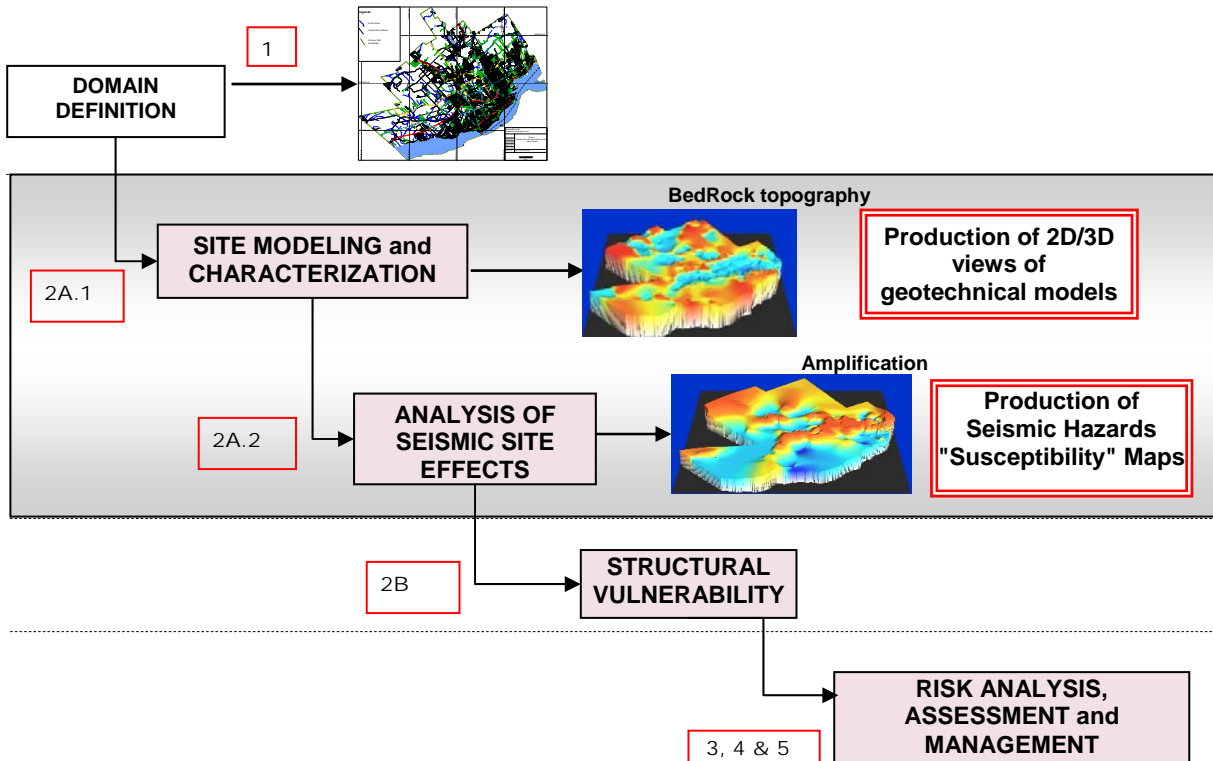 1
DOMAIN
DEFINITION
BedRock topography
SITE MODELING and
CHARACTERIZATION
Production of 2D/3D
views of
geotechnical models
2A.1
Amplification
ANALYSIS OF
SEISMIC SITE
EFFECTS
Production of
Seismic Hazards
"Susceptibility" Maps
2A.2
STRUCTURAL
VULNERABILITY
2B
RISK ANALYSIS,
ASSESSMENT and
MANAGEMENT
3, 4 & 5